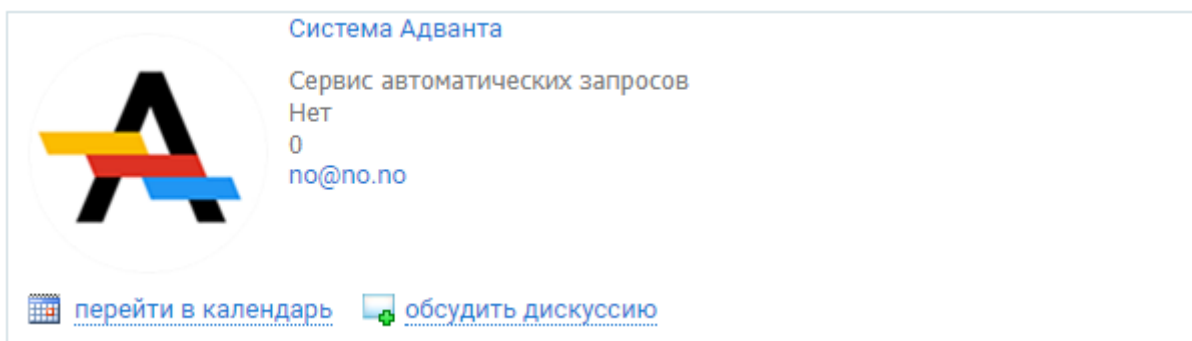 Система Адванта
Сервис автоматических запросов
Нет
0
no@no.no
перейти в календарь обсудить дискуссию